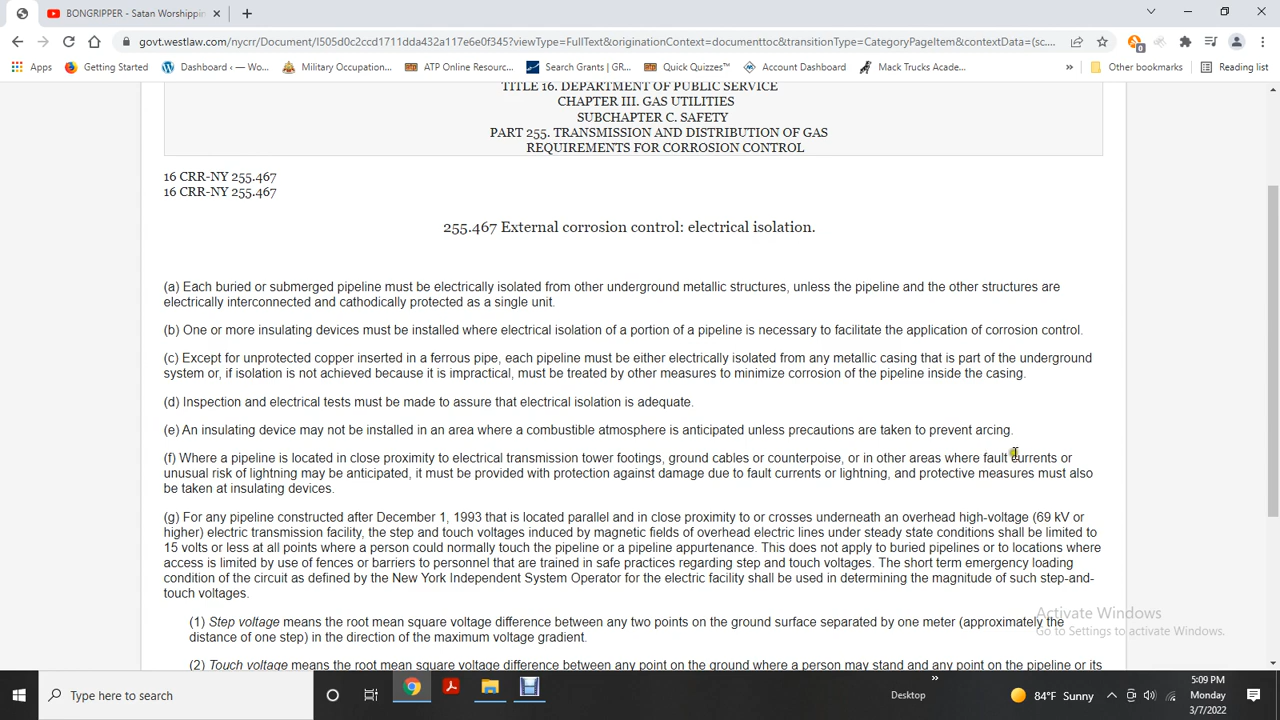 BONGRIPPER - Satan Worshippin
govt.westlaw.com/nycrr/Document/I505d0c2ccd1711dda432a117e6e0f345?viewType=FullText&originationContext=documenttoc&transitionType=CategoryPageItem&contextData=(sc...
Apps Getting Started Dashboard ‹ — Wo... Military Occupation... ATP Online Resourc... Search Grants | GR... Quick Quizzes™ Account Dashboard Mack Trucks Acade... » Other bookmarks Reading list
TITLE 16. DEPARTMENT OF PUBLIC SERVICE
CHAPTER III. GAS UTILITIES
SUBCHAPTER C. SAFETY
PART 255. TRANSMISSION AND DISTRIBUTION OF GAS
REQUIREMENTS FOR CORROSION CONTROL
16 CRR-NY 255.467
16 CRR-NY 255.467
255.467 External corrosion control: electrical isolation.
(a) Each buried or submerged pipeline must be electrically isolated from other underground metallic structures, unless the pipeline and the other structures are
electrically interconnected and cathodically protected as a single unit.
(b) One or more insulating devices must be installed where electrical isolation of a portion of a pipeline is necessary to facilitate the application of corrosion control.
(c) Except for unprotected copper inserted in a ferrous pipe, each pipeline must be either electrically isolated from any metallic casing that is part of the underground
system or, if isolation is not achieved because it is impractical, must be treated by other measures to minimize corrosion of the pipeline inside the casing.
(d) Inspection and electrical tests must be made to assure that electrical isolation is adequate.
(e) An insulating device may not be installed in an area where a combustible atmosphere is anticipated unless precautions are taken to prevent arcing.
(f) Where a pipeline is located in close proximity to electrical transmission tower footings, ground cables or counterpoise, or in other areas where fault currents or
unusual risk of lightning may be anticipated, it must be provided with protection against damage due to fault currents or lightning, and protective measures must also
be taken at insulating devices.
(g) For any pipeline constructed after December 1, 1993 that is located parallel and in close proximity to or crosses underneath an overhead high-voltage (69 kV or
higher) electric transmission facility, the step and touch voltages induced by magnetic fields of overhead electric lines under steady state conditions shall be limited to
15 volts or less at all points where a person could normally touch the pipeline or a pipeline appurtenance. This does not apply to buried pipelines or to locations where
access is limited by use of fences or barriers to personnel that are trained in safe practices regarding step and touch voltages. The short term emergency loading
condition of the circuit as defined by the New York Independent System Operator for the electric facility shall be used in determining the magnitude of such step-and-
touch voltages.
Activate Windows
(1) Step voltage means the root mean square voltage difference between any two points on the ground surface separated by one meter (approximately the
Go to Settings to activate Windows.
distance of one step) in the direction of the maximum voltage gradient.
(2) Touch voltage means the root mean square voltage difference between any point on the ground where a person may stand and any point on the pipeline or its
Type here to search
Desktop
»
84°F Sunny
5:09 PM
Monday
3/7/2022